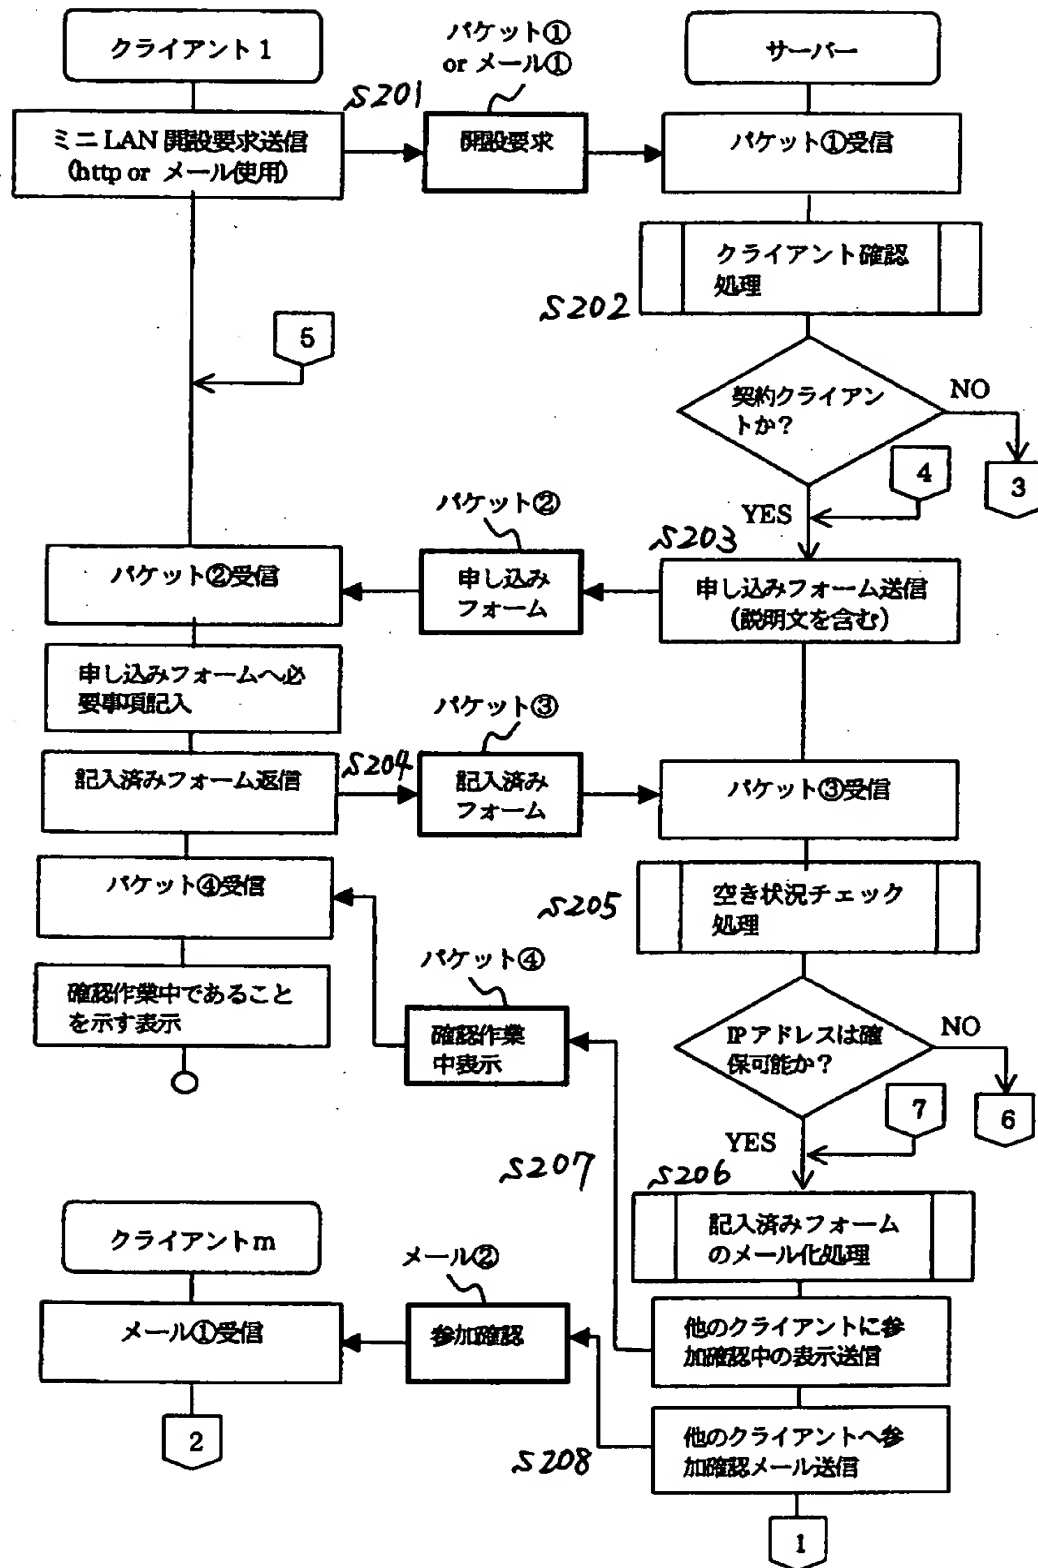 クライアント1
パケット①
or メール①
サーバー
S201
ミニLAN 開設要求送信
(http or メール使用)
開設要求
パケット①受信
クライアント確認
処理
S202
5
契約クライアン
トか?
NO
3
4
YES
パケット②
S203
パケット②受信
申し込み
フォーム
申し込みフォーム送信
(説明文を含む)
申し込みフォームへ必
要事項記入
パケット③
記入済みフォーム返信
S204
記入済み
フォーム
パケット③受信
パケット④受信
S205
空き状況チェック
処理
パケット④
確認作業中であること
を示す表示
確認作業
中表示
IPアドレスは確
保可能か?
NO
6
7
YES
S207
S206
記入済みフォーム
のメール化処理
クライアントm
メール②
メール①受信
参加確認
他のクライアントに参
加確認中の表示送信
2
S208
他のクライアントへ参
加確認メール送信
1